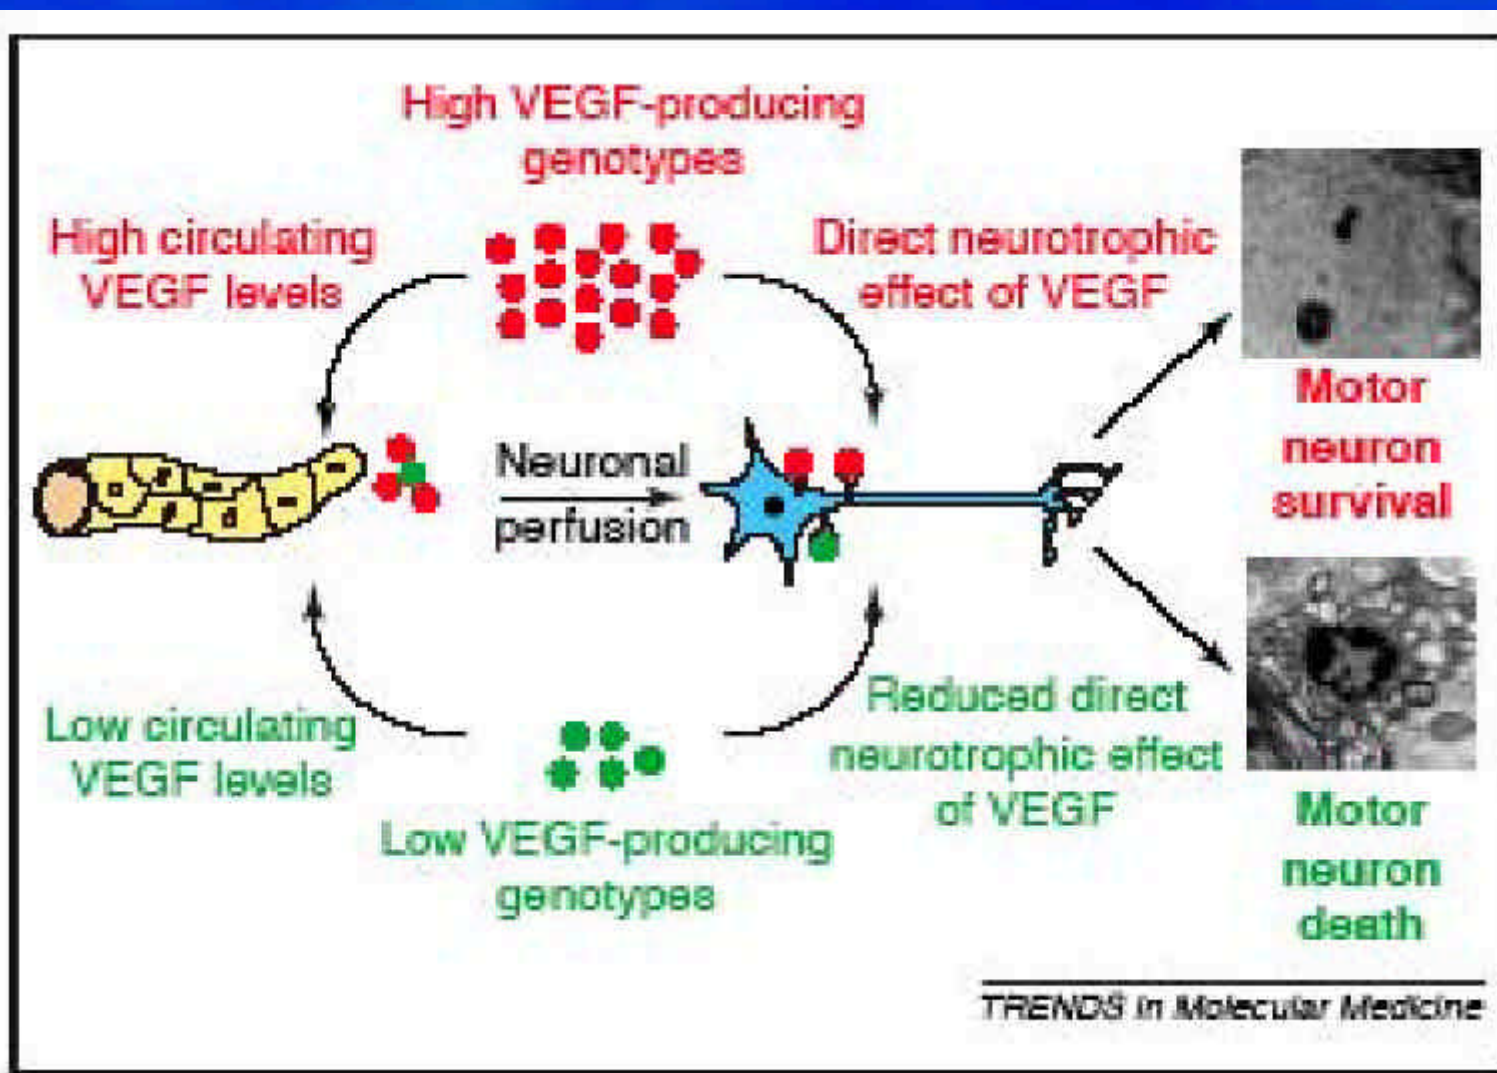 High VEGF-producing
genotypes
High circulating
VEGF levels
Direct neurotrophic
effect of VEGF
Motor
neuron
survival
Neuronal
perfusion
Low circulating
VEGF levels
Reduced direct
neurotrophic effect
of VEGF
Low VEGF-producing
genotypes
Motor
neuron
death
TRENDS in Molecular Medicine